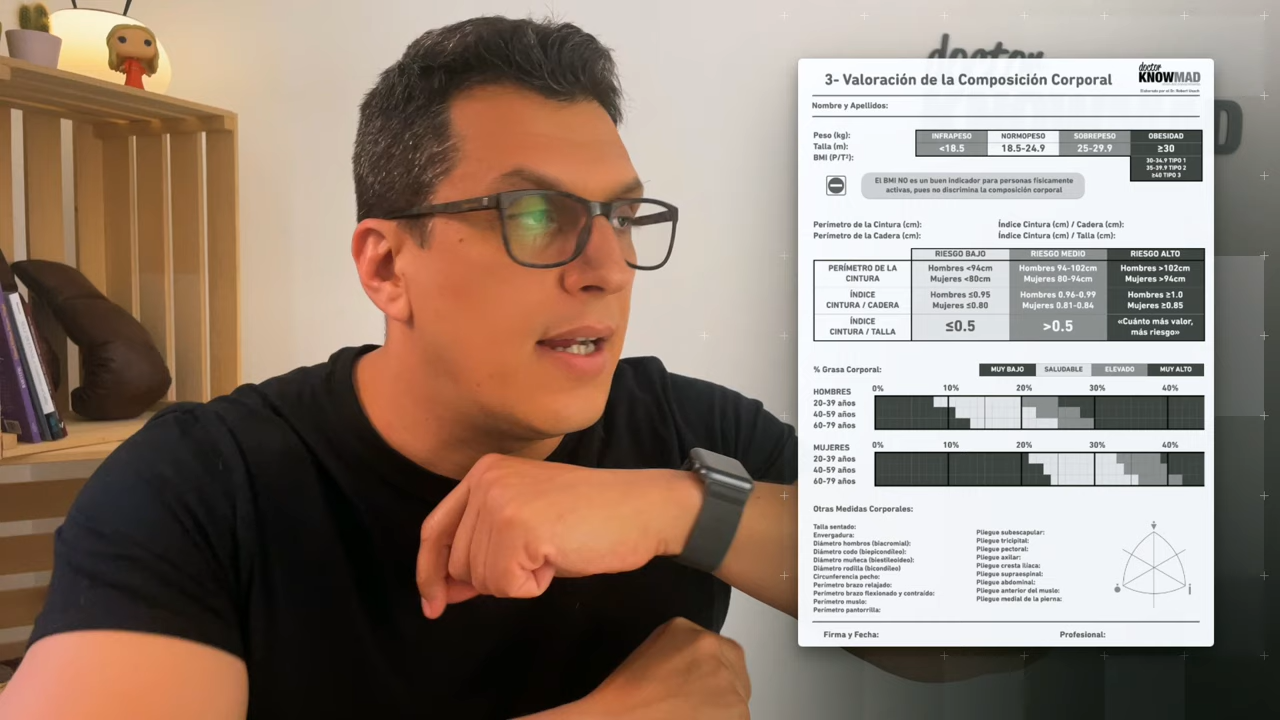 doctor
3- Valoración de la Composición Corporal
doctor
KNOWMAD
Nombre y Apellidos:
Peso (kg):
Talla (m):
BMI (P/T²):
INFRAPESO NORMOPESO SOBREPESO OBESIDAD
<18.5 18.5-24.9 25-29.9 ≥30
30-34.9 TIPO 1
35-39.9 TIPO 2
≥40 TIPO 3
El BMI NO es un buen indicador para personas físicamente
activas, pues no discrimina la composición corporal
Perímetro de la Cintura (cm): Índice Cintura (cm) / Cadera (cm):
Perímetro de la Cadera (cm): Índice Cintura (cm) / Talla (cm):
RIESGO BAJO RIESGO MEDIO RIESGO ALTO
PERÍMETRO DE LA CINTURA
Hombres <94cm Hombres 94-102cm Hombres >102cm
Mujeres <80cm Mujeres 80-94cm Mujeres >94cm
ÍNDICE CINTURA / CADERA
Hombres ≤0.95 Hombres 0.96-0.99 Hombres ≥1.0
Mujeres ≤0.80 Mujeres 0.81-0.84 Mujeres ≥0.85
ÍNDICE CINTURA / TALLA
≤0.5 >0.5 «Cuánto más valor,
más riesgo»
% Grasa Corporal: MUY BAJO SALUDABLE ELEVADO MUY ALTO
HOMBRES 0% 10% 20% 30% 40%
20-39 años
40-59 años
60-79 años
MUJERES 0% 10% 20% 30% 40%
20-39 años
40-59 años
60-79 años
Otras Medidas Corporales:
Talla sentado:
Envergadura:
Diámetro hombros (biacromial):
Diámetro codo (biepicondíleo):
Diámetro muñeca (biestiloideo):
Diámetro rodilla (bicondíleo)
Circunferencia pecho:
Perímetro brazo relajado:
Perímetro brazo flexionado y contraído:
Perímetro muslo:
Perímetro pantorrilla:
Pliegue subescapular:
Pliegue tricipital:
Pliegue pectoral:
Pliegue axilar:
Pliegue cresta ilíaca:
Pliegue supraespinal:
Pliegue abdominal:
Pliegue anterior del muslo:
Pliegue medial de la pierna:
Firma y Fecha: Profesional: